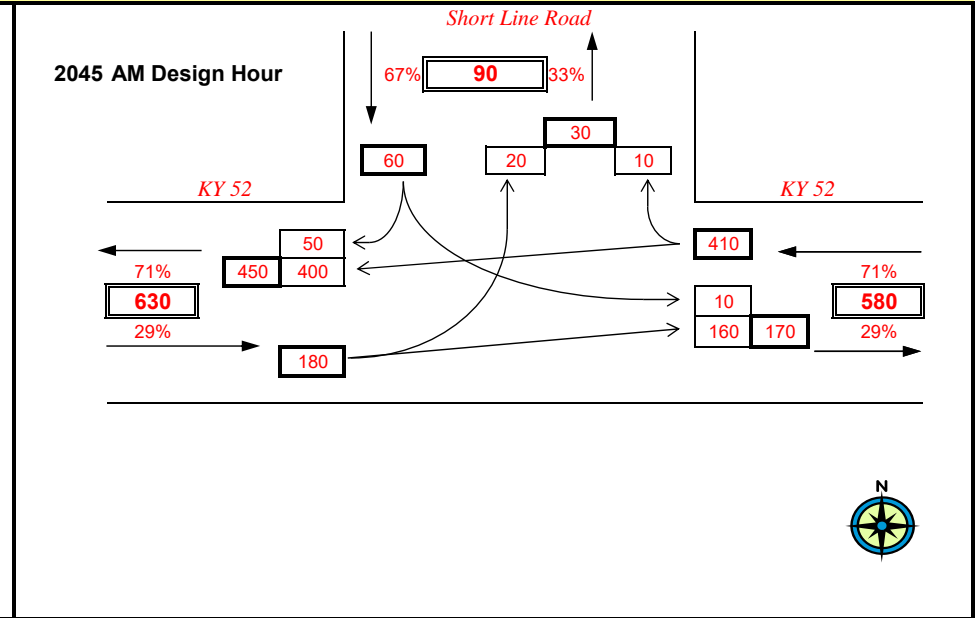 Short Line Road
2045 AM Design Hour
67% 90 33%
30
60 20 10
KY 52 KY 52
50 410
71% 450 400 71%
630 10 580
29% 160 170 29%
180
N